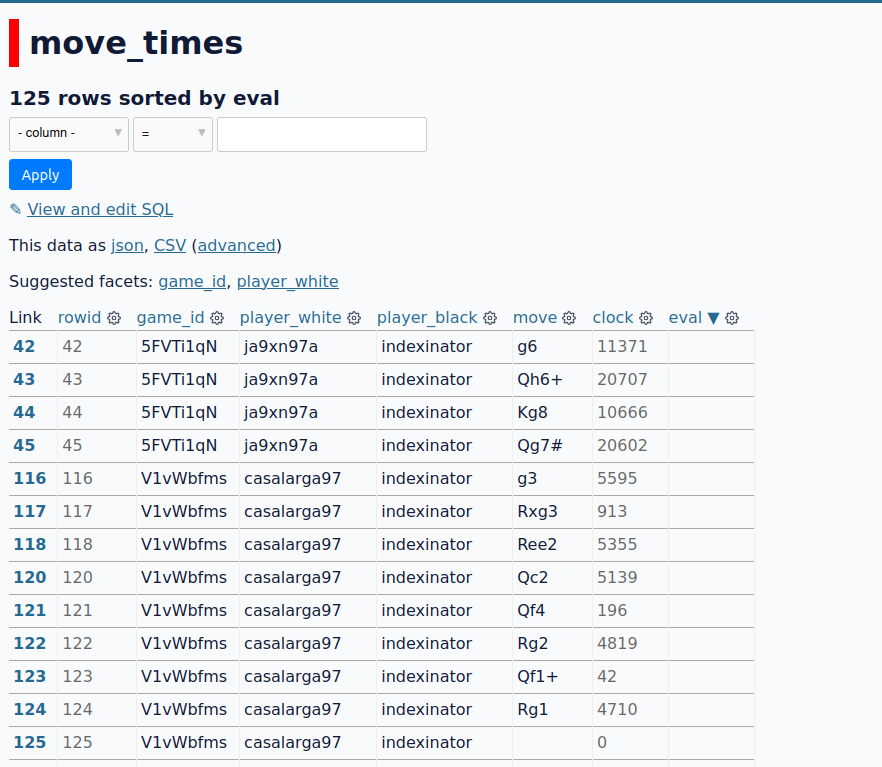 move_times
125 rows sorted by eval
- column - ▼ = ▼
Apply
✎ View and edit SQL
This data as json, CSV (advanced)
Suggested facets: game_id, player_white
Link rowid game_id player_white player_black move clock eval ▼
42 42 5FVTi1qN ja9xn97a indexinator g6 11371
43 43 5FVTi1qN ja9xn97a indexinator Qh6+ 20707
44 44 5FVTi1qN ja9xn97a indexinator Kg8 10666
45 45 5FVTi1qN ja9xn97a indexinator Qg7# 20602
116 116 V1vWbfms casalarga97 indexinator g3 5595
117 117 V1vWbfms casalarga97 indexinator Rxg3 913
118 118 V1vWbfms casalarga97 indexinator Ree2 5355
120 120 V1vWbfms casalarga97 indexinator Qc2 5139
121 121 V1vWbfms casalarga97 indexinator Qf4 196
122 122 V1vWbfms casalarga97 indexinator Rg2 4819
123 123 V1vWbfms casalarga97 indexinator Qf1+ 42
124 124 V1vWbfms casalarga97 indexinator Rg1 4710
125 125 V1vWbfms casalarga97 indexinator 0